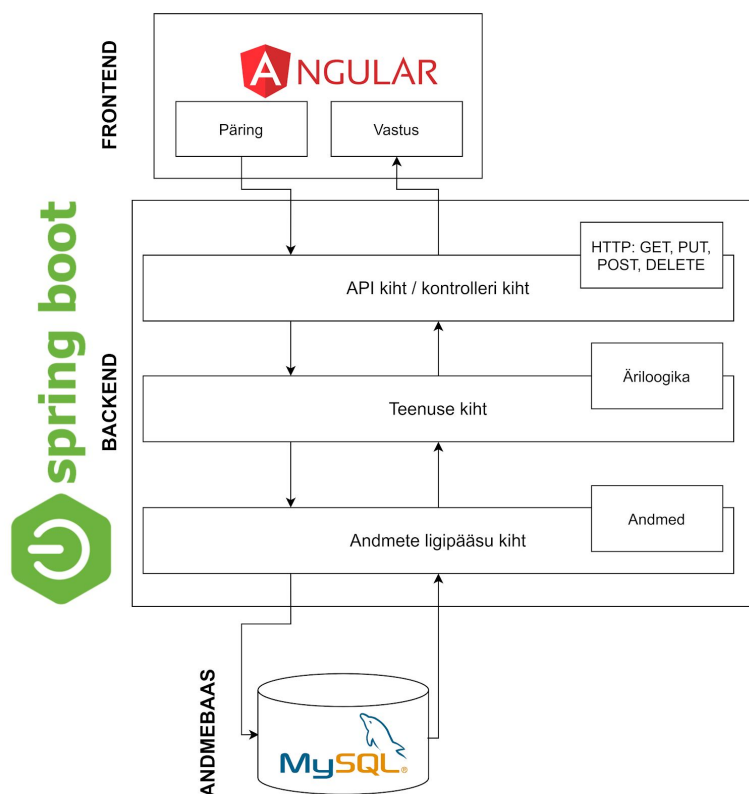 FRONTEND
ANGULAR
Päring
Vastus
spring boot
BACKEND
HTTP: GET, PUT,
POST, DELETE
API kiht / kontrolleri kiht
Äriloogika
Teenuse kiht
Andmed
Andmete ligipääsu kiht
ANDMEBAAS
MySQL®